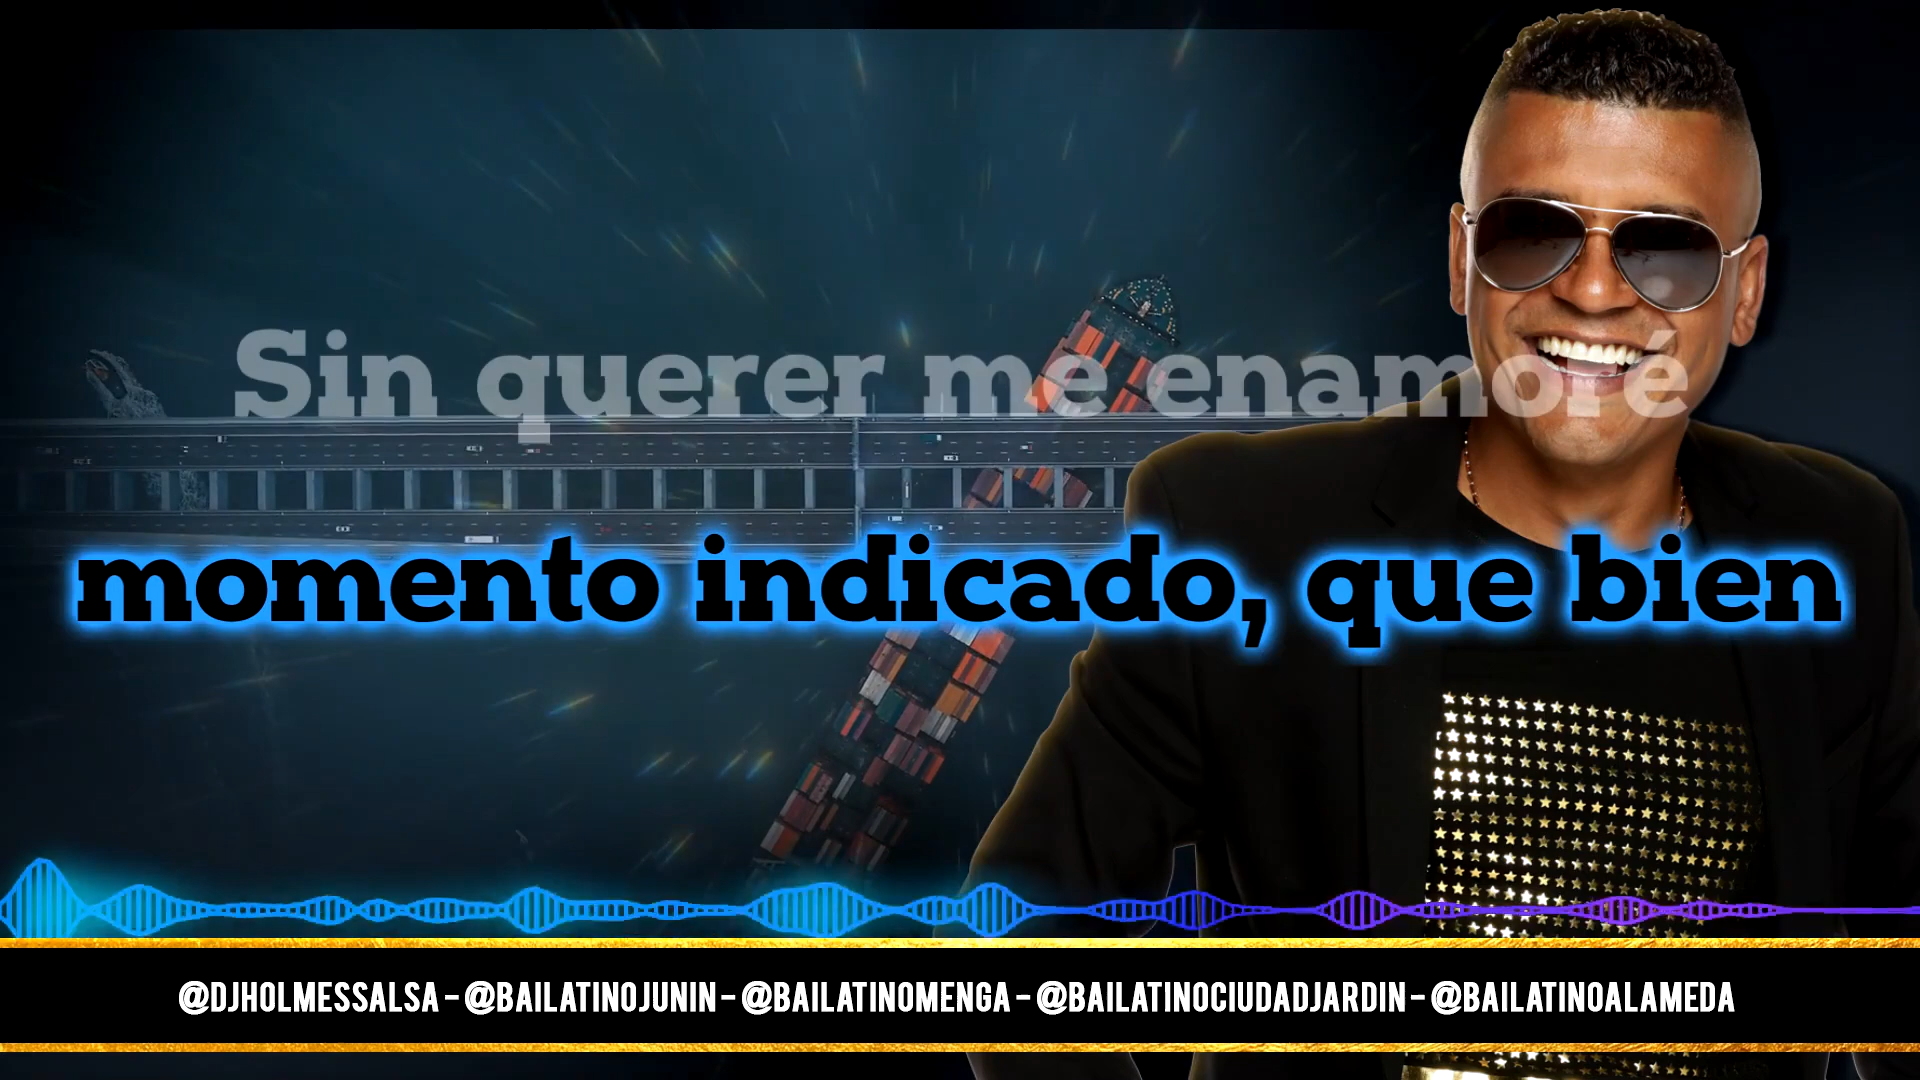 Sin querer me enamoré
momento indicado, que bien
@DJHOLMESSALSA - @BAILATINOJUNIN - @BAILATINOMENGA - @BAILATINOCIUDADJARDIN - @BAILATINOALAMEDA